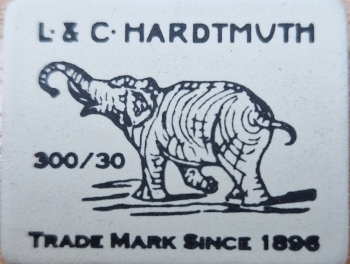 L. & C. HARDTMUTH
300/30
TRADE MARK SINCE 1896